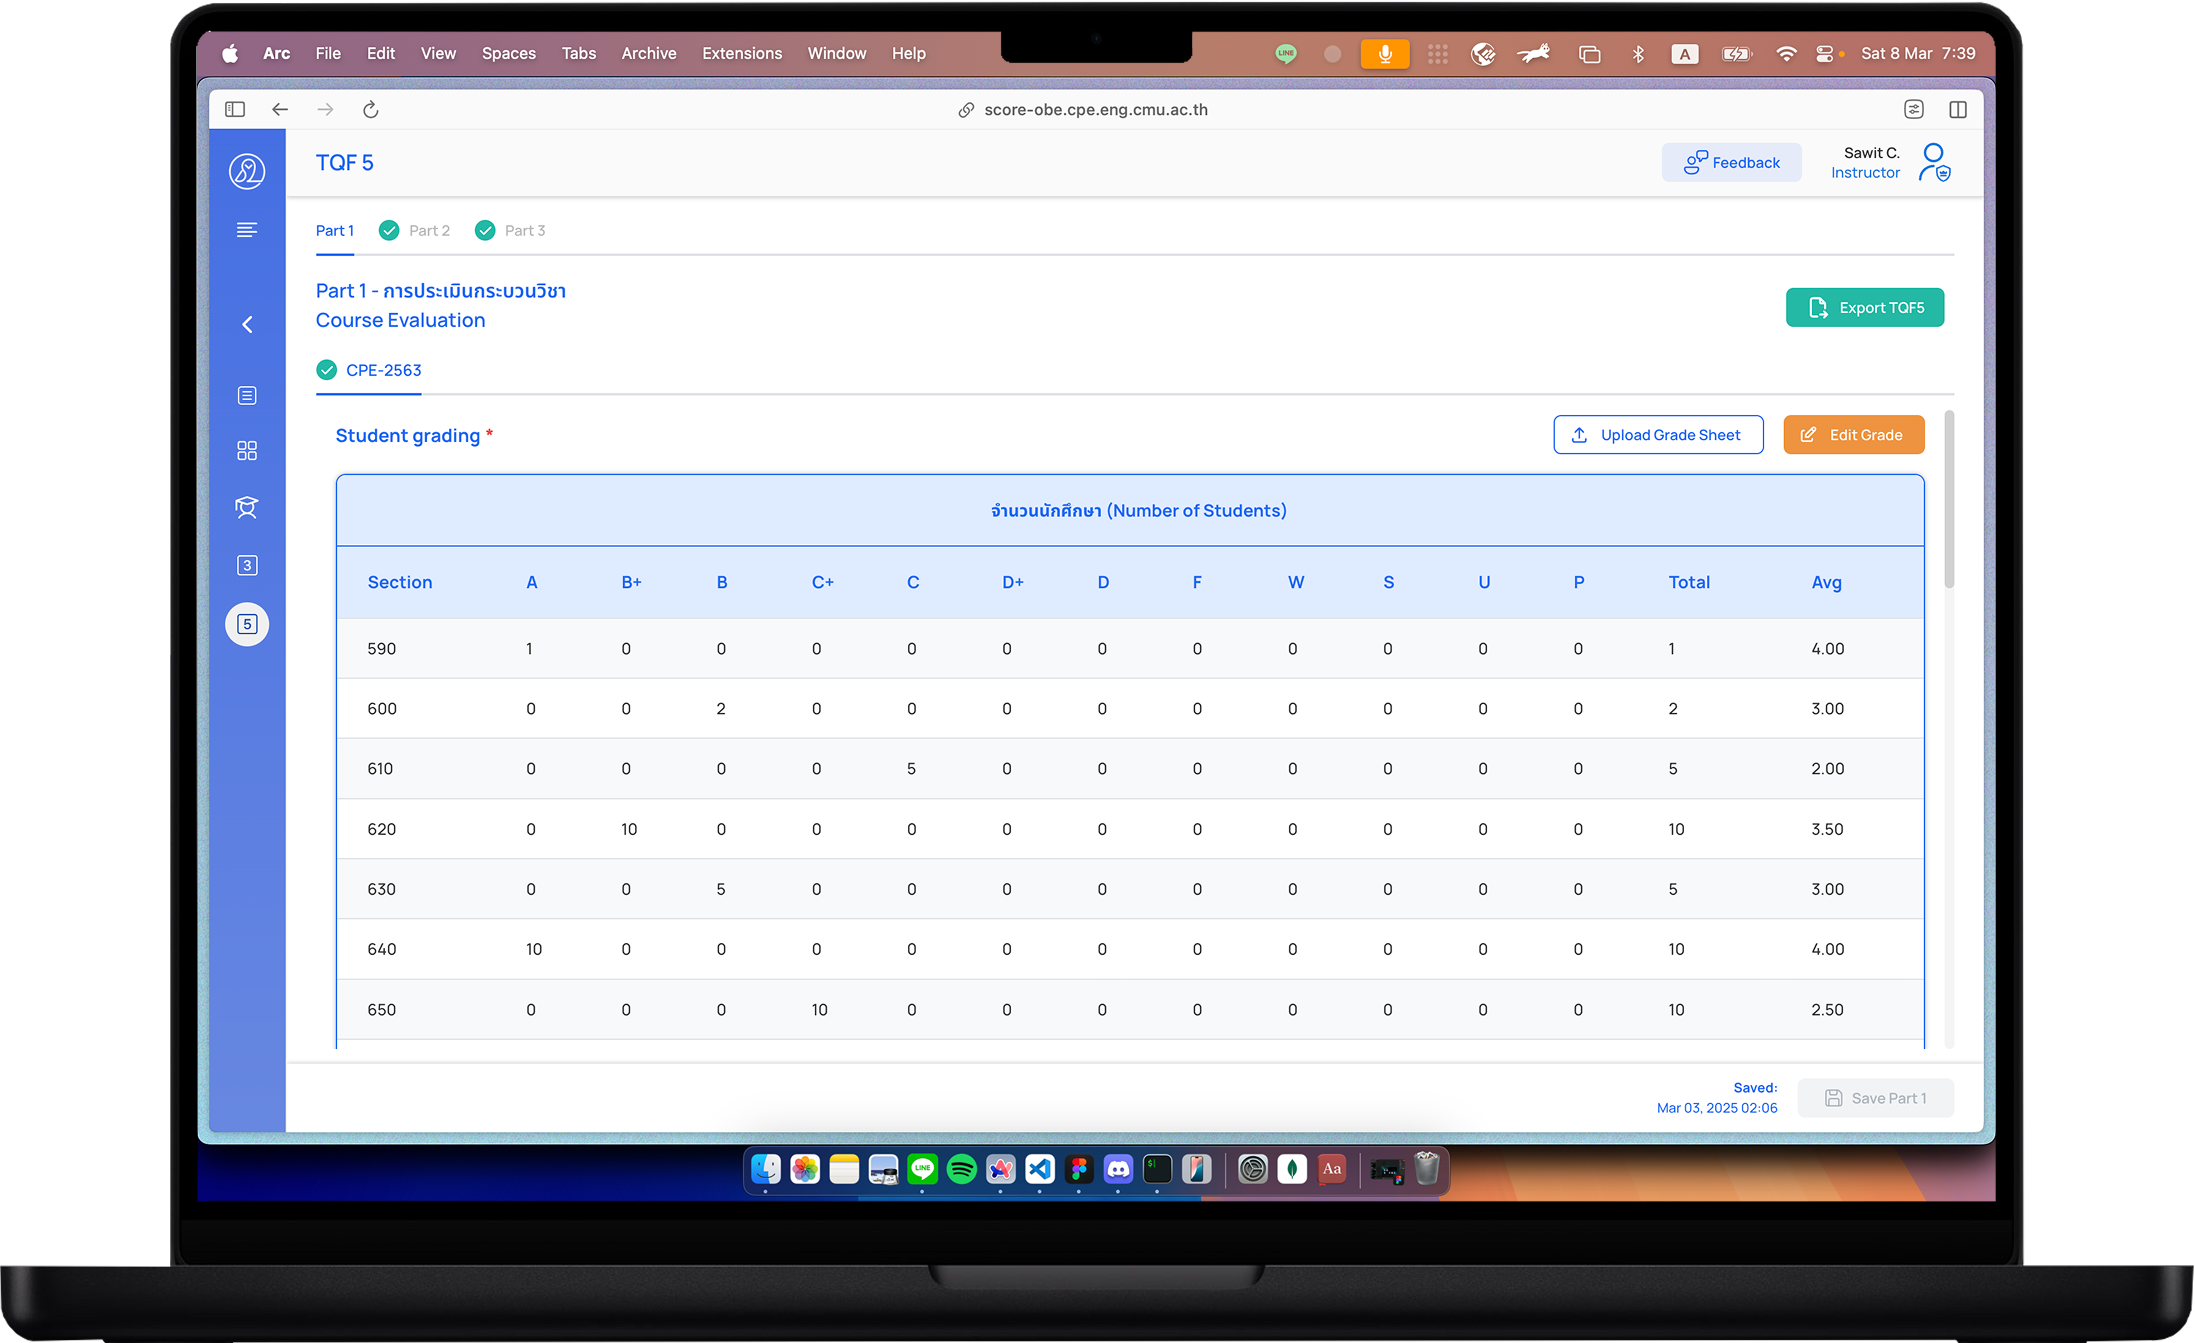 Arc File Edit View Spaces Tabs Archive Extensions Window Help LINE A Sat 8 Mar 7:39
score-obe.cpe.eng.cmu.ac.th
TQF 5
Feedback
Sawit C.
Instructor
Part 1 Part 2 Part 3
Part 1 - การประเมินกระบวนวิชา
Course Evaluation
Export TQF5
CPE-2563
Student grading *
Upload Grade Sheet
Edit Grade
จำนวนนักศึกษา (Number of Students)
Section A B+ B C+ C D+ D F W S U P Total Avg
590 1 0 0 0 0 0 0 0 0 0 0 0 1 4.00
600 0 0 2 0 0 0 0 0 0 0 0 0 2 3.00
610 0 0 0 0 5 0 0 0 0 0 0 0 5 2.00
620 0 10 0 0 0 0 0 0 0 0 0 0 10 3.50
630 0 0 5 0 0 0 0 0 0 0 0 0 5 3.00
640 10 0 0 0 0 0 0 0 0 0 0 0 10 4.00
650 0 0 0 10 0 0 0 0 0 0 0 0 10 2.50
3
5
Saved:
Mar 03, 2025 02:06
Save Part 1
LINE $ Aa